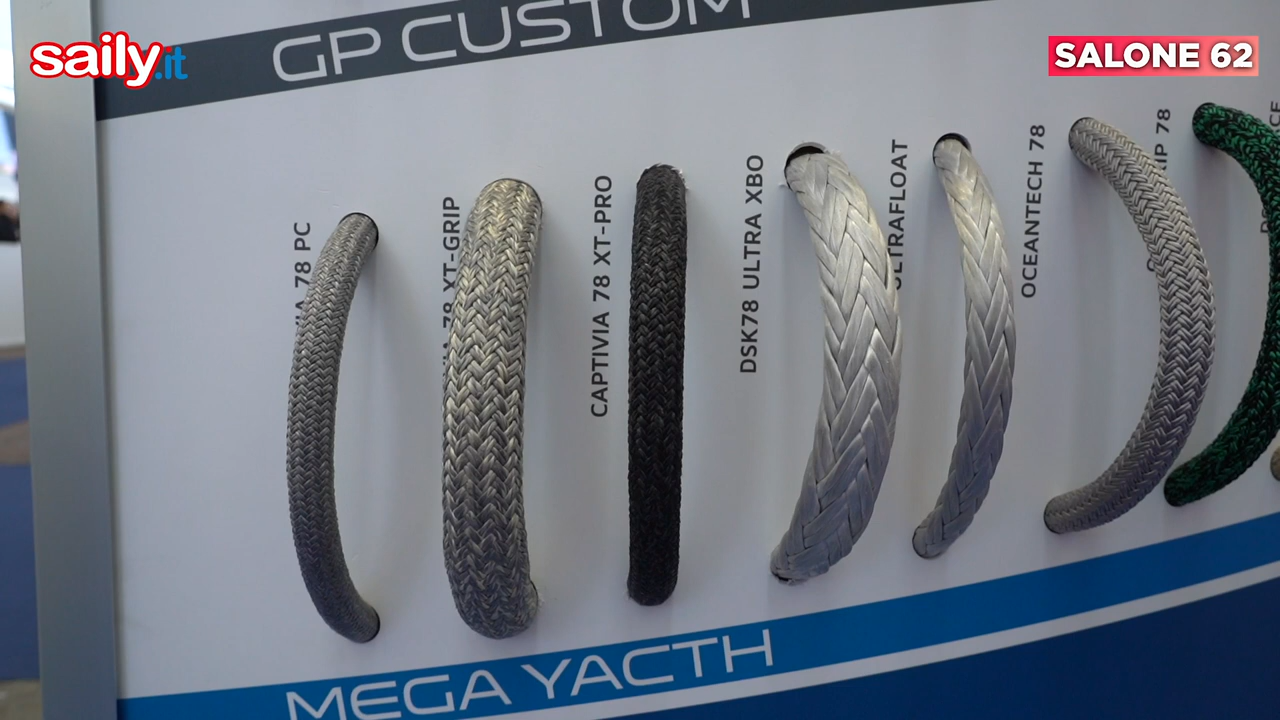 saily.it
SALONE 62
GP CUSTOM
78 PC
78 XT-GRIP
CAPTIVIA 78 XT-PRO
DSK78 ULTRA XBO
ULTRAFLOAT
OCEANTECH 78
78
MEGA YACTH